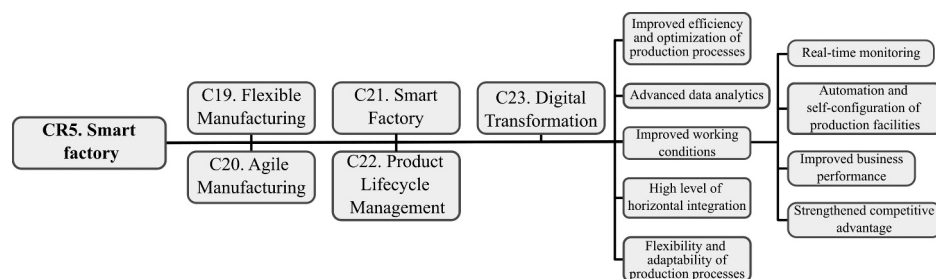 CR5. Smart
factory
C19. Flexible
Manufacturing
C20. Agile
Manufacturing
C21. Smart
Factory
C22. Product
Lifecycle
Management
C23. Digital
Transformation
Improved efficiency
and optimization of
production processes
Advanced data analytics
Improved working
conditions
High level of
horizontal integration
Flexibility and
adaptability of
production processes
Real-time monitoring
Automation and
self-configuration of
production facilities
Improved business
performance
Strengthened competitive
advantage